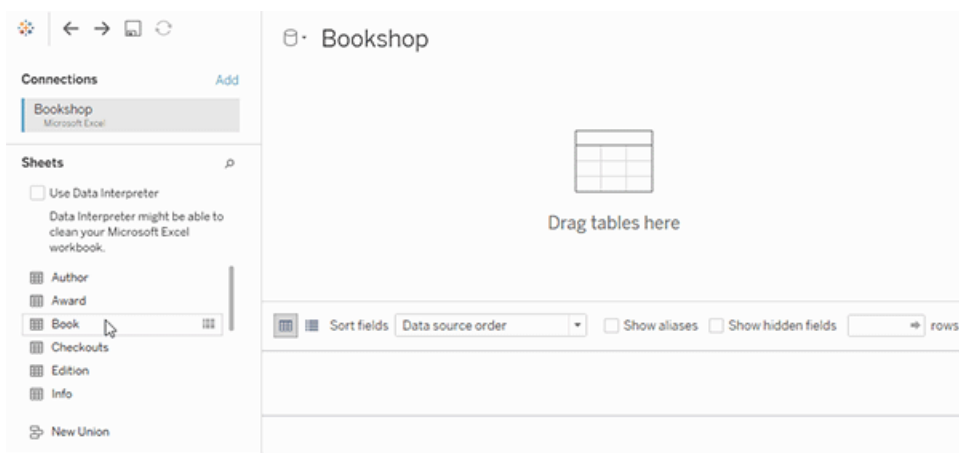 Bookshop
Connections
Add
Bookshop
Microsoft Excel
Sheets
Use Data Interpreter
Data Interpreter might be able to
clean your Microsoft Excel
workbook.
Author
Award
Book
Checkouts
Edition
Info
New Union
Drag tables here
Sort fields Data source order Show aliases Show hidden fields rows